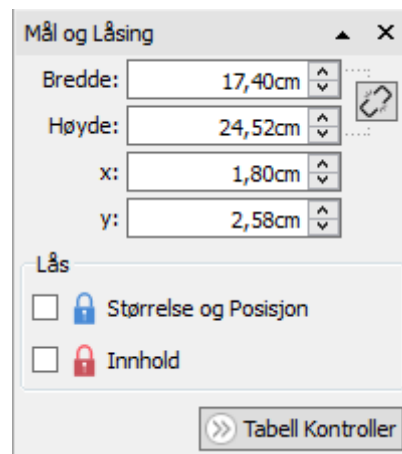 Mål og Låsing
Bredde: 17,40cm
Høyde: 24,52cm
x: 1,80cm
y: 2,58cm
Lås
Størrelse og Posisjon
Innhold
Tabell Kontroller